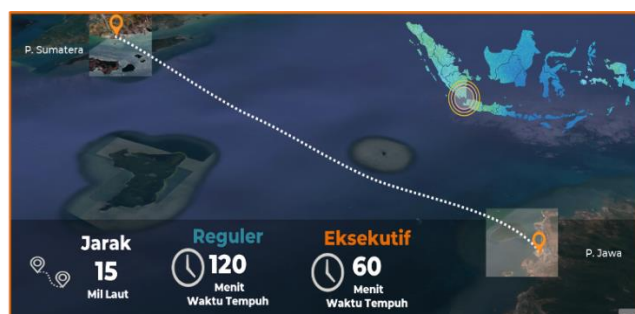 P. Sumatera
P. Jawa
Jarak
15
Mil Laut
Reguler
120
Menit
Waktu Tempuh
Eksekutif
60
Menit
Waktu Tempuh